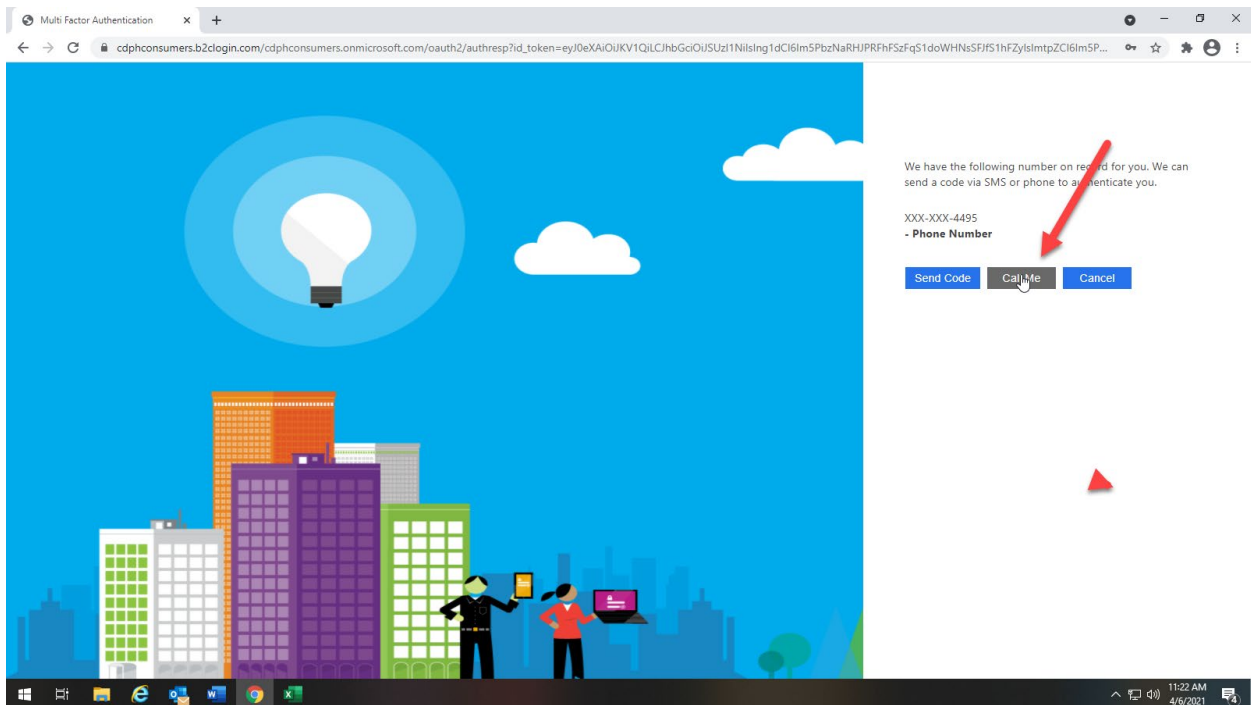 Multi Factor Authentication
cdphconsumers.b2clogin.com/cdphconsumers.onmicrosoft.com/oauth2/authresp?id_token=eyJ0eXAiOiJKV1QiLCJhbGciOiJSUzI1NiIsIng1dCI6Im5PbzNaRHJPRFhFSzFqS1doWHNsSFJfS1hFZyIsImtpZCI6Im5P...
We have the following number on record for you. We can
send a code via SMS or phone to authenticate you.
XXX-XXX-4495
- Phone Number
Send Code Call Me Cancel
11:22 AM
4/6/2021
4